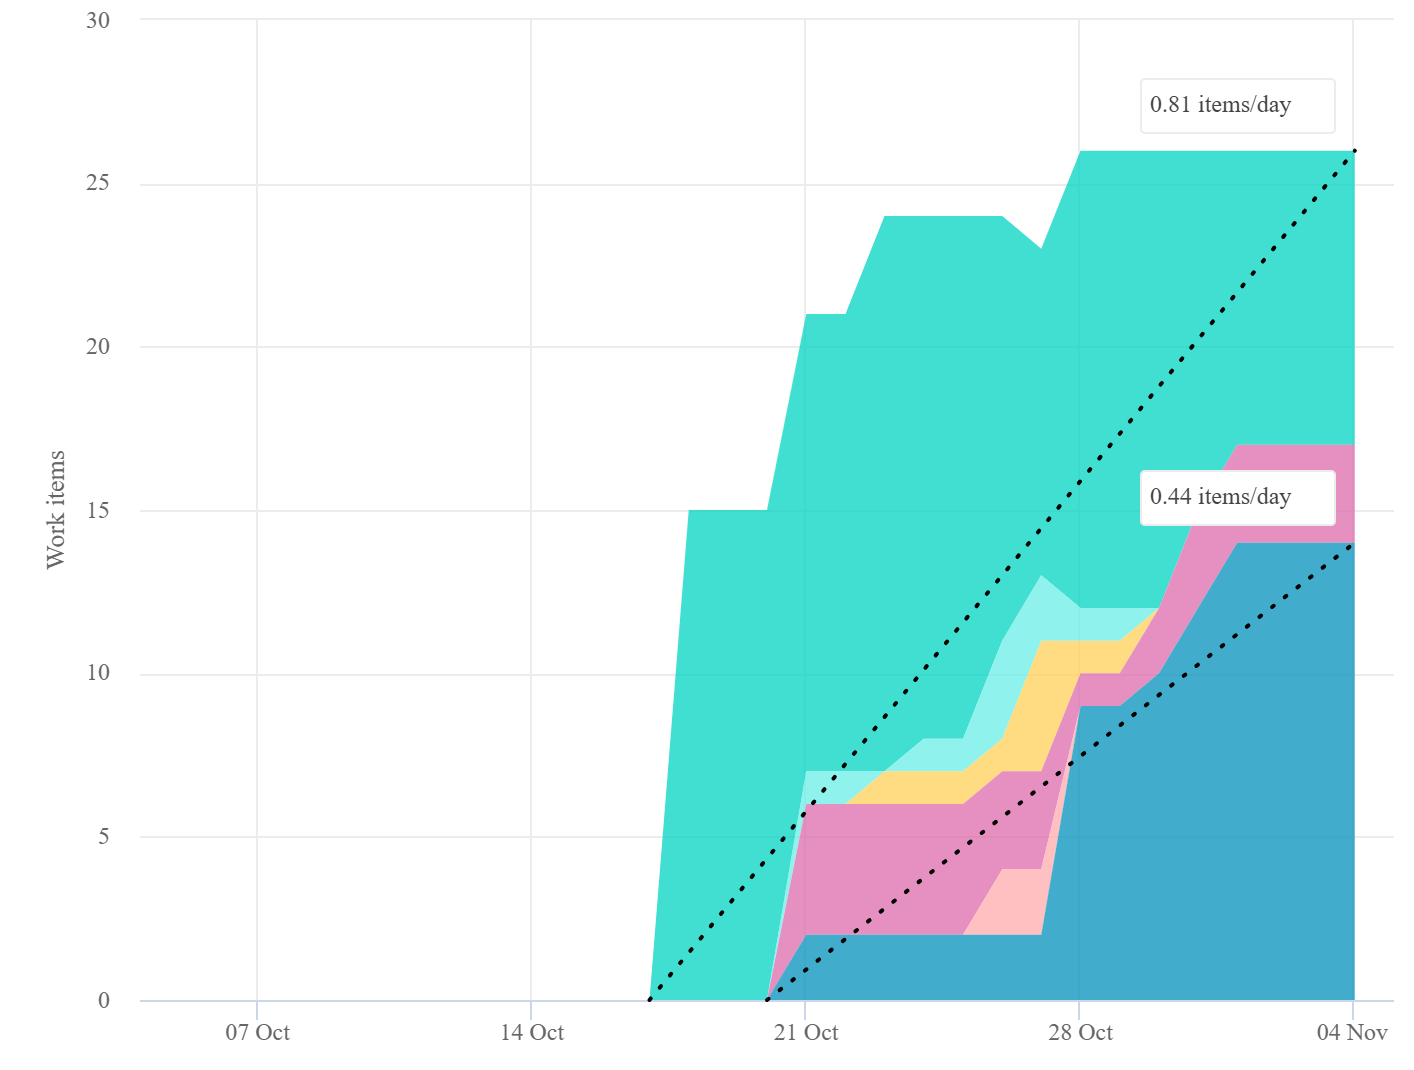 30
0.81 items/day
25
20
15
0.44 items/day
Work items
10
5
0
07 Oct
14 Oct
21 Oct
28 Oct
04 Nov